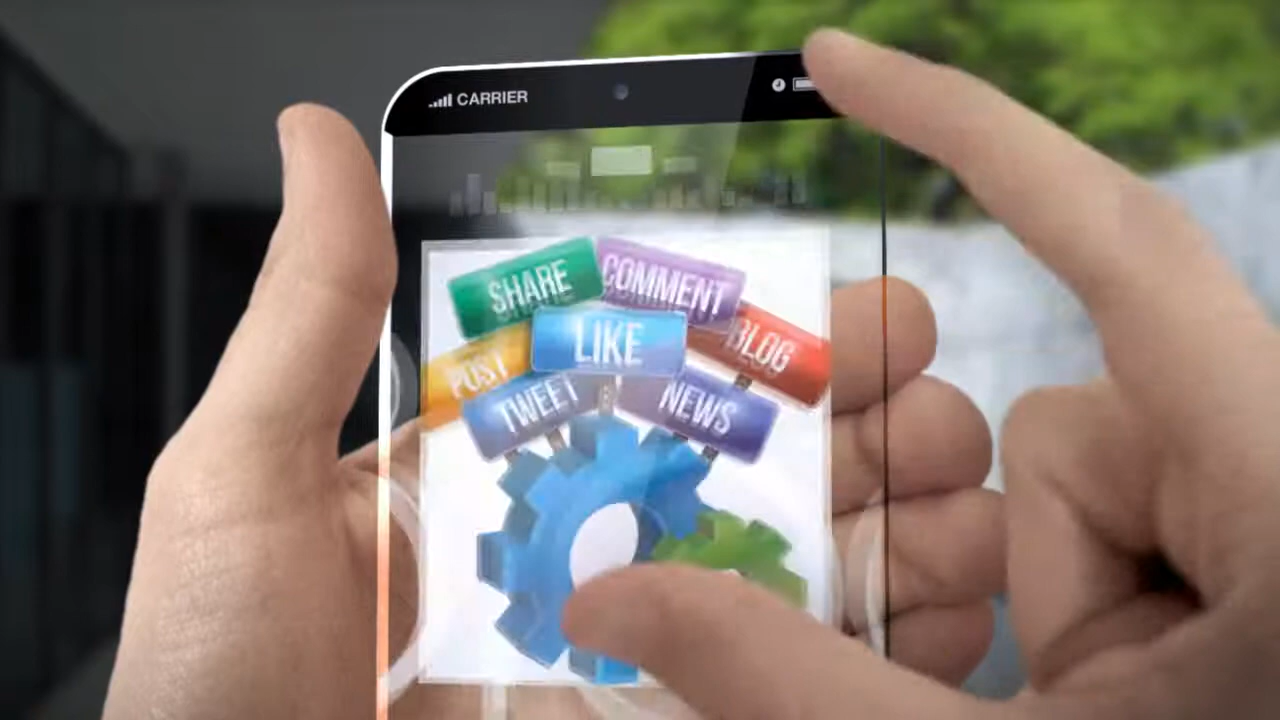 CARRIER
SHARE
COMMENT
LIKE
BLOG
POST
TWEET
NEWS